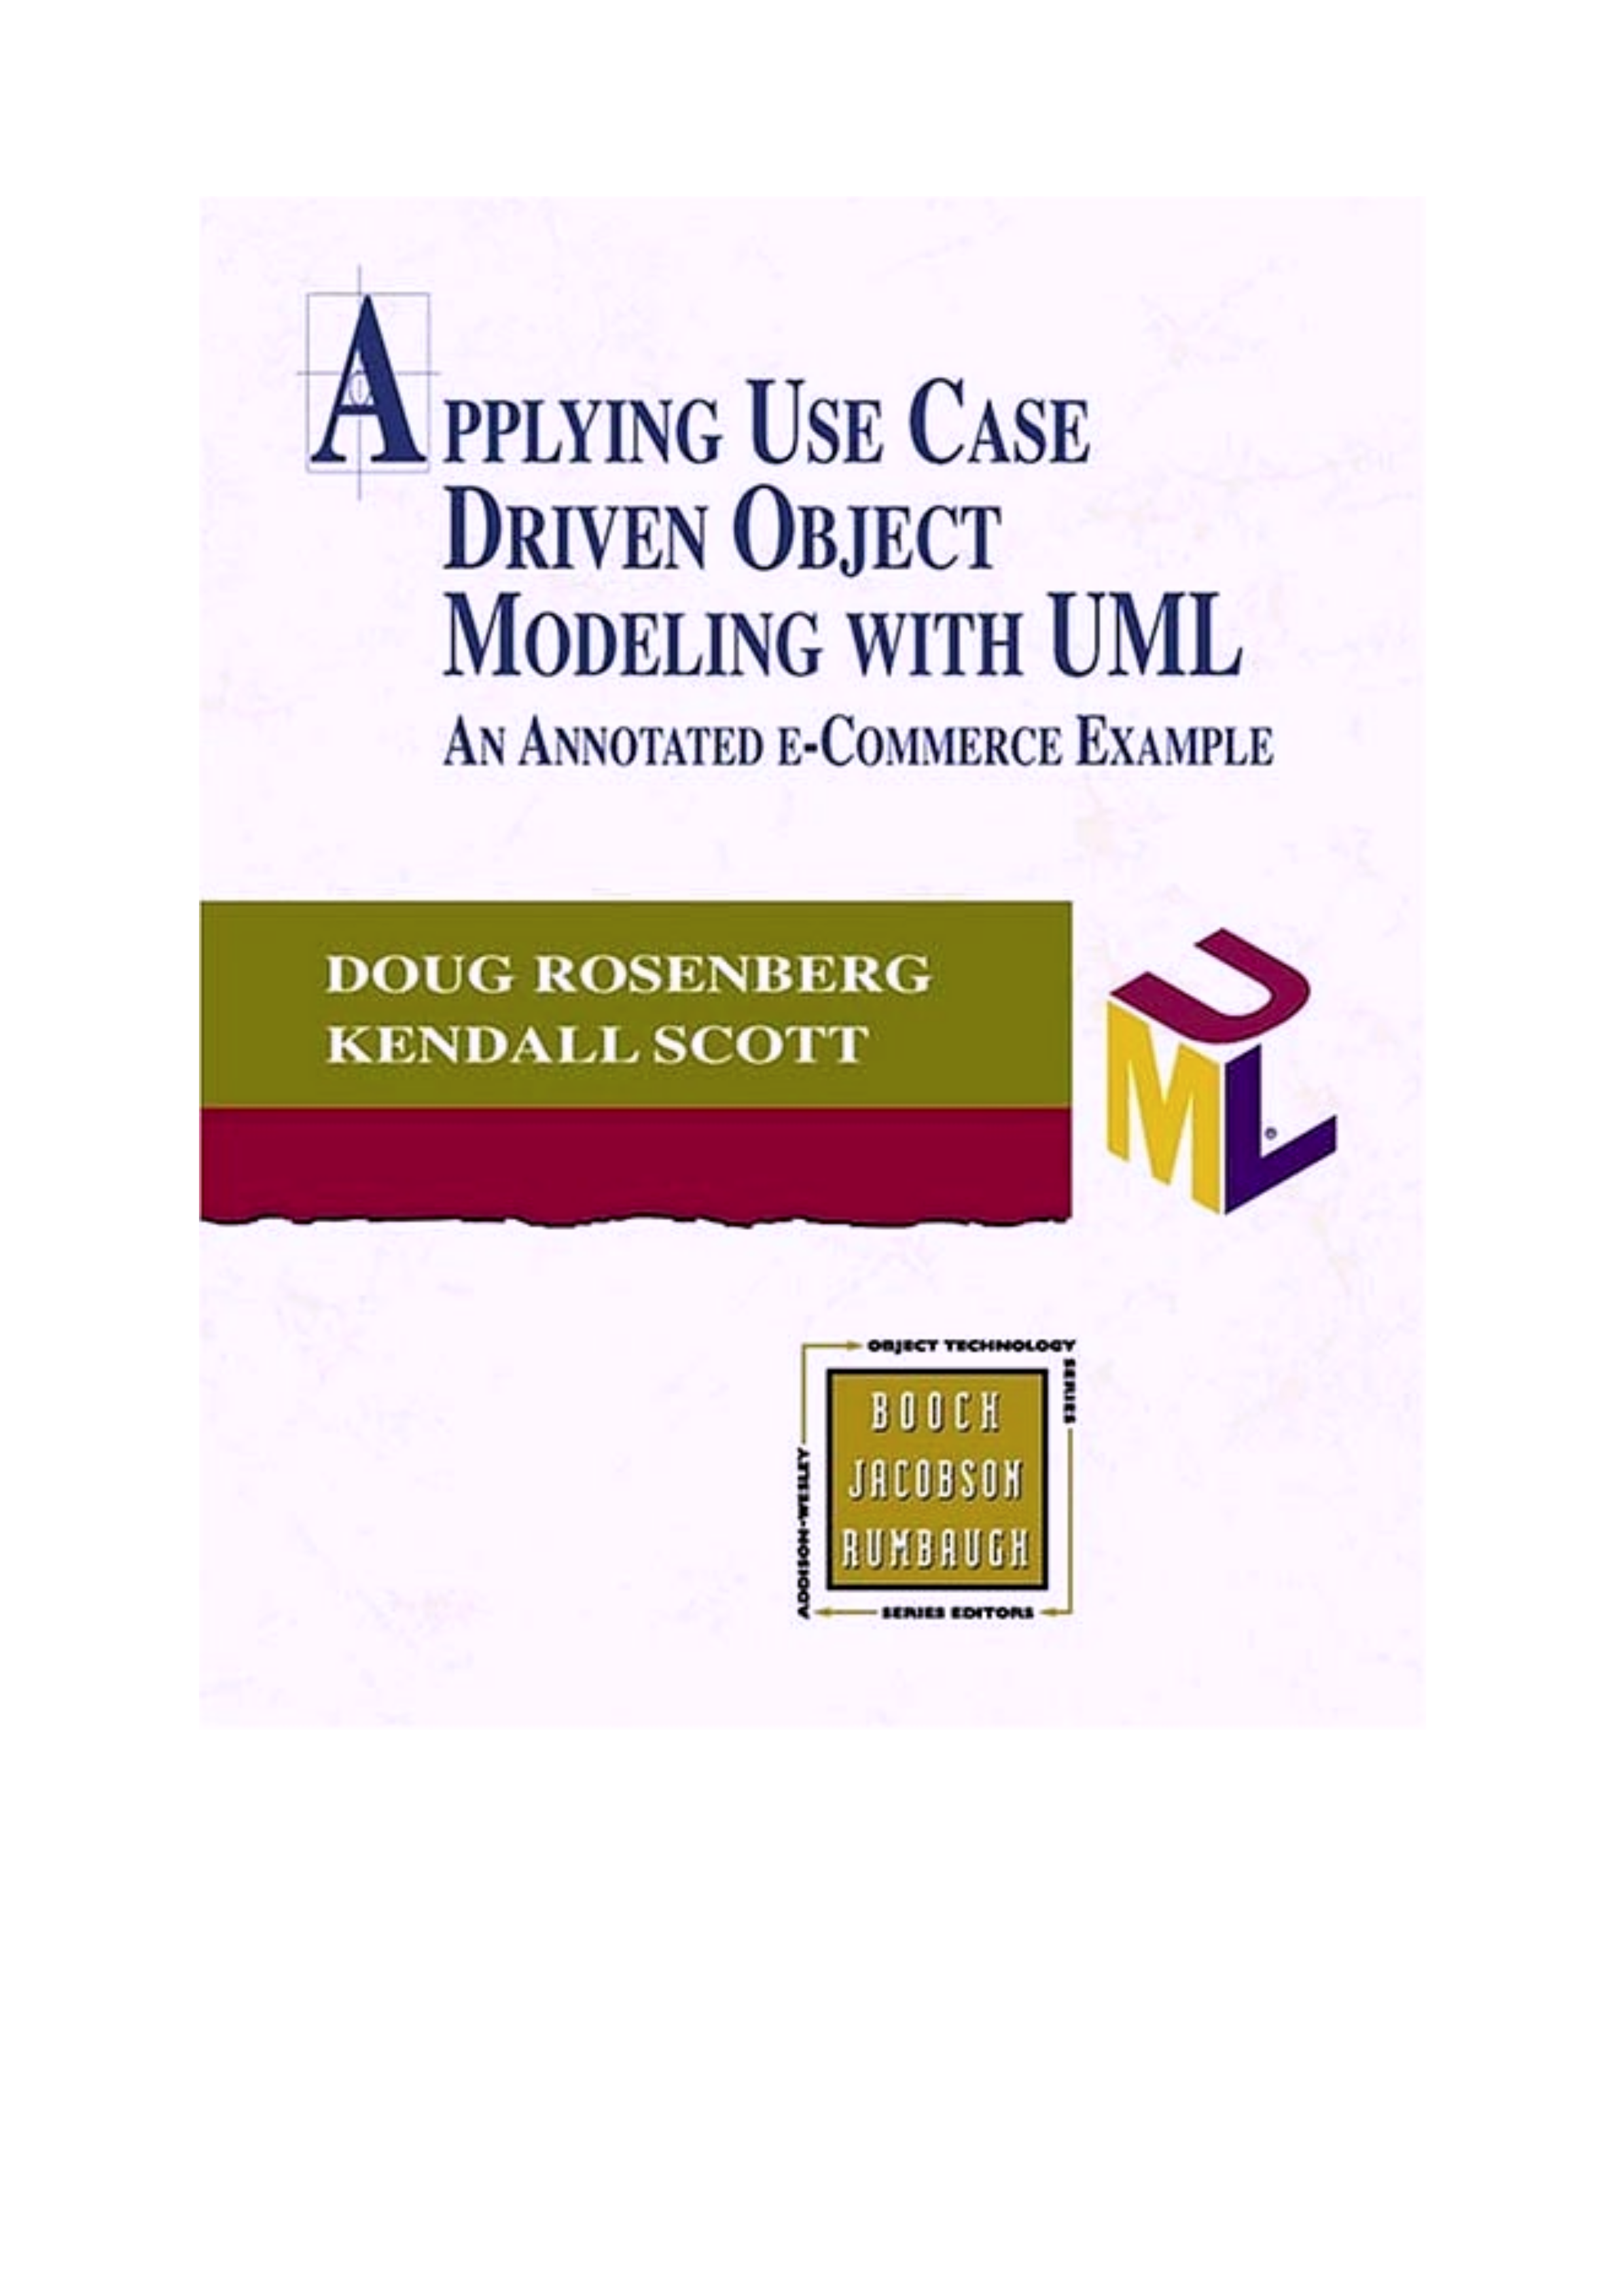 APPLYING USE CASE
DRIVEN OBJECT
MODELING WITH UML
AN ANNOTATED E-COMMERCE EXAMPLE
DOUG ROSENBERG
KENDALL SCOTT
UML®
OBJECT TECHNOLOGY
SERIES
BOOCH
JACOBSON
RUMBAUGH
ADDISON-WESLEY
SERIES EDITORS